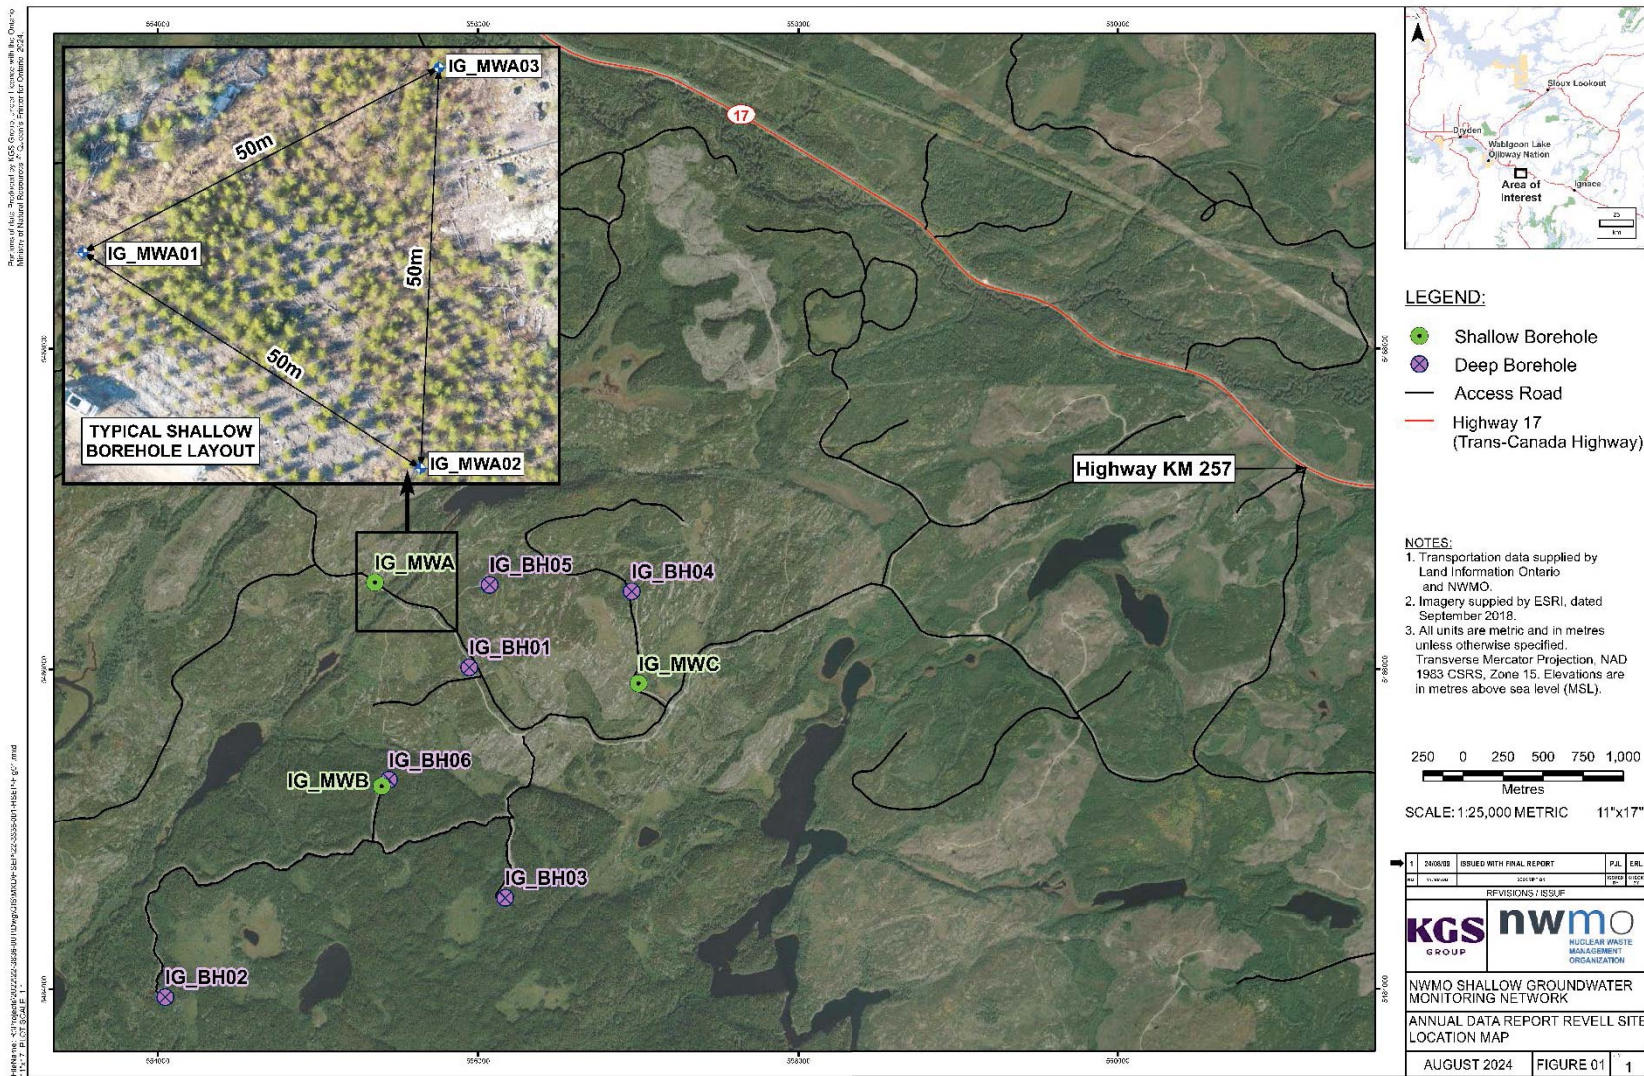 IG_MWA03
50m
IG_MWA01
50m
50m
TYPICAL SHALLOW
BOREHOLE LAYOUT
IG_MWA02
17
Highway KM 257
IG_MWA
IG_BH05
IG_BH04
IG_BH01
IG_MWC
IG_BH06
IG_MWB
IG_BH03
IG_BH02
Sioux Lookout
Dryden
Wabigoon Lake
Ojibway Nation
Area of
Interest
Ignace
25
km
LEGEND:
Shallow Borehole
Deep Borehole
Access Road
Highway 17
(Trans-Canada Highway)
NOTES:
1. Transportation data supplied by
Land Information Ontario
and NWMO.
2. Imagery suppied by ESRI, dated
September 2018.
3. All units are metric and in metres
unless otherwise specified.
Transverse Mercator Projection, NAD
1983 CSRS, Zone 15. Elevations are
in metres above sea level (MSL).
250 0 250 500 750 1,000
Metres
SCALE: 1:25,000 METRIC 11"x17"
1 ISSUED WITH FINAL REPORT PJL ERL
REVISIONS / ISSUE
KGS
GROUP
nwmo
NUCLEAR WASTE
MANAGEMENT
ORGANIZATION
NWMO SHALLOW GROUNDWATER
MONITORING NETWORK
ANNUAL DATA REPORT REVELL SITE
LOCATION MAP
AUGUST 2024 FIGURE 01 1